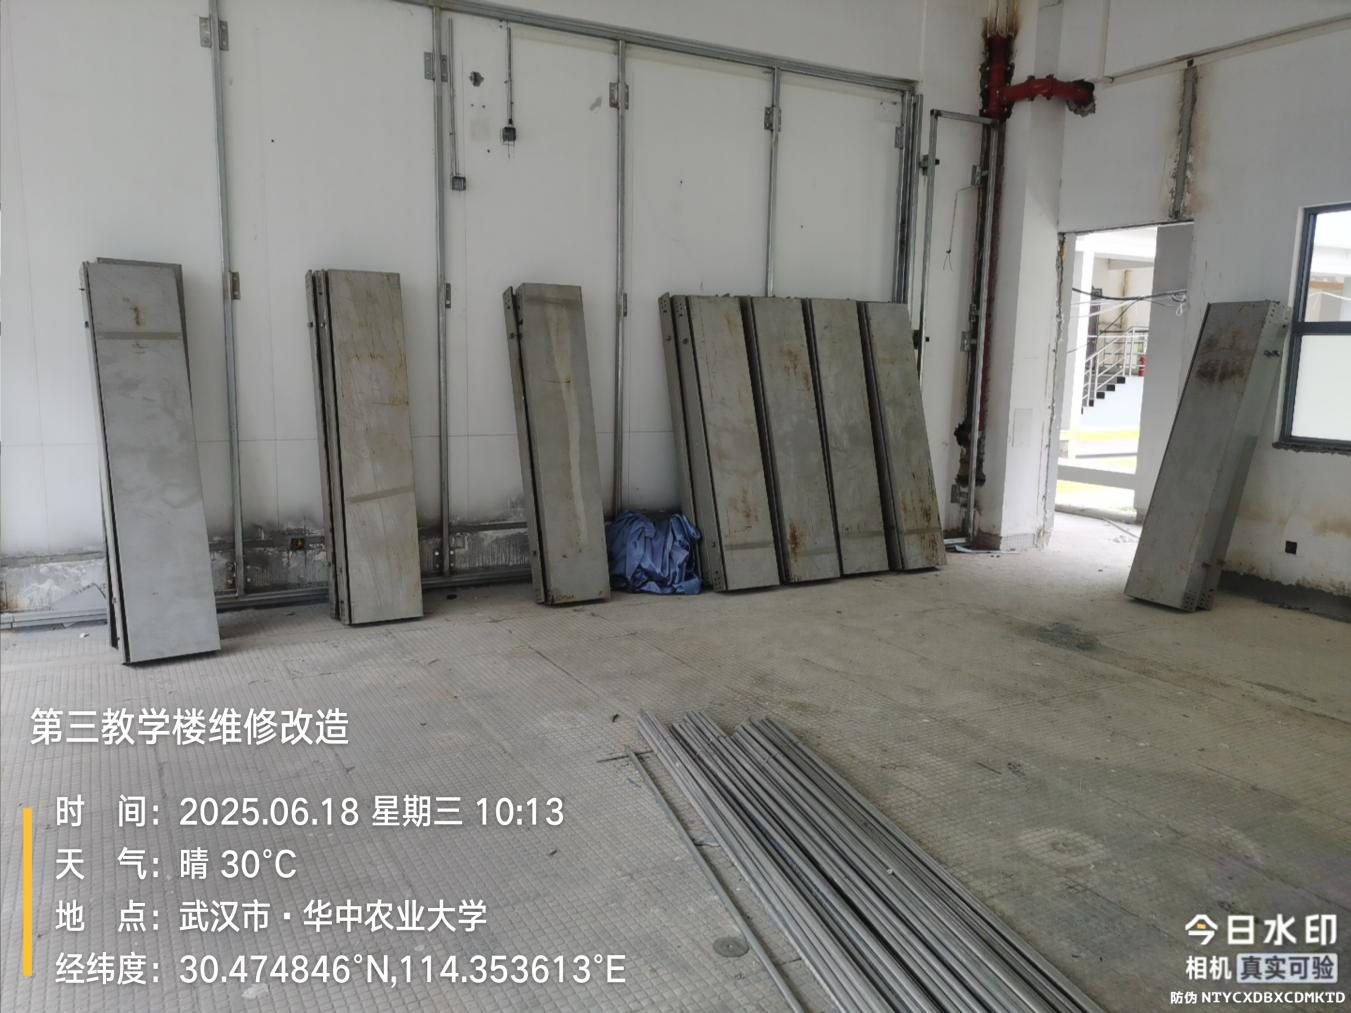 第三教学楼维修改造
时 间：2025.06.18 星期三 10:13
天 气：晴 30°C
地 点：武汉市·华中农业大学
经纬度：30.474846°N,114.353613°E
今日水印
相机 真实可验
防伪 NTYCXDBXCDMKTD